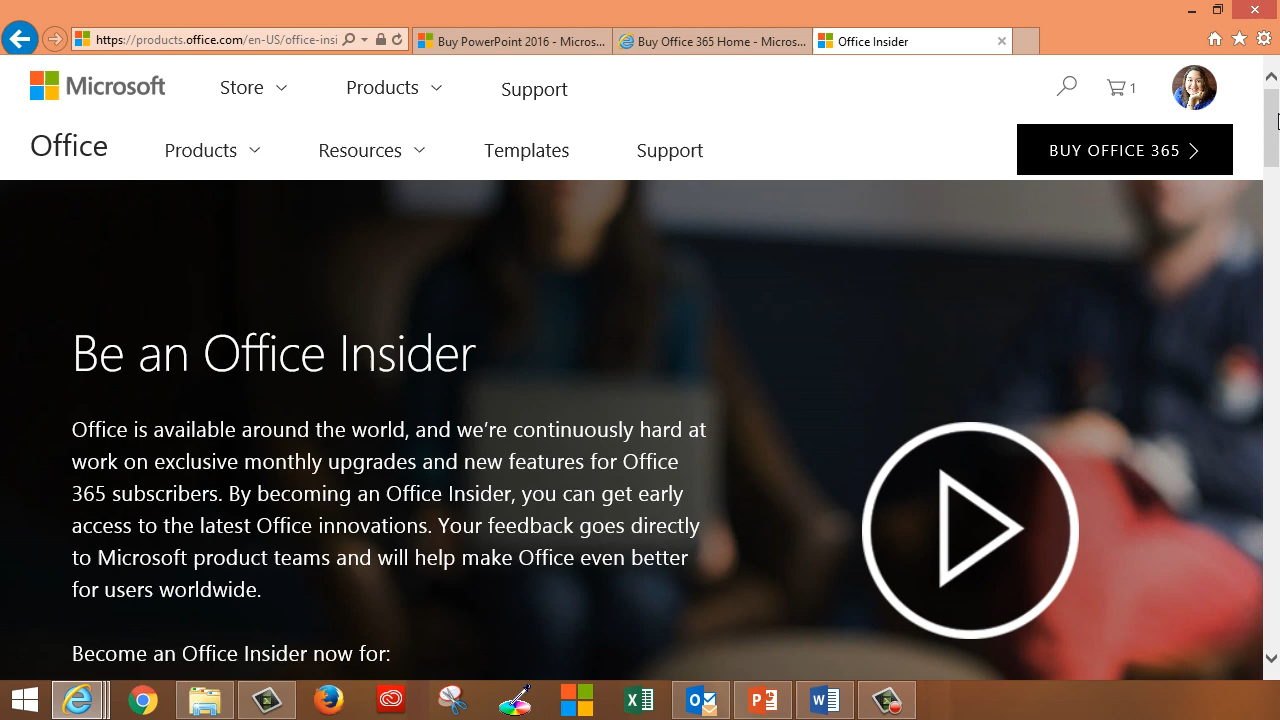 https://products.office.com/en-US/office-insi
Buy PowerPoint 2016 - Micros...
Buy Office 365 Home - Micros...
Office Insider
Microsoft
Store
Products
Support
1
Office
Products
Resources
Templates
Support
BUY OFFICE 365
Be an Office Insider
Office is available around the world, and we're continuously hard at
work on exclusive monthly upgrades and new features for Office
365 subscribers. By becoming an Office Insider, you can get early
access to the latest Office innovations. Your feedback goes directly
to Microsoft product teams and will help make Office even better
for users worldwide.
Become an Office Insider now for: